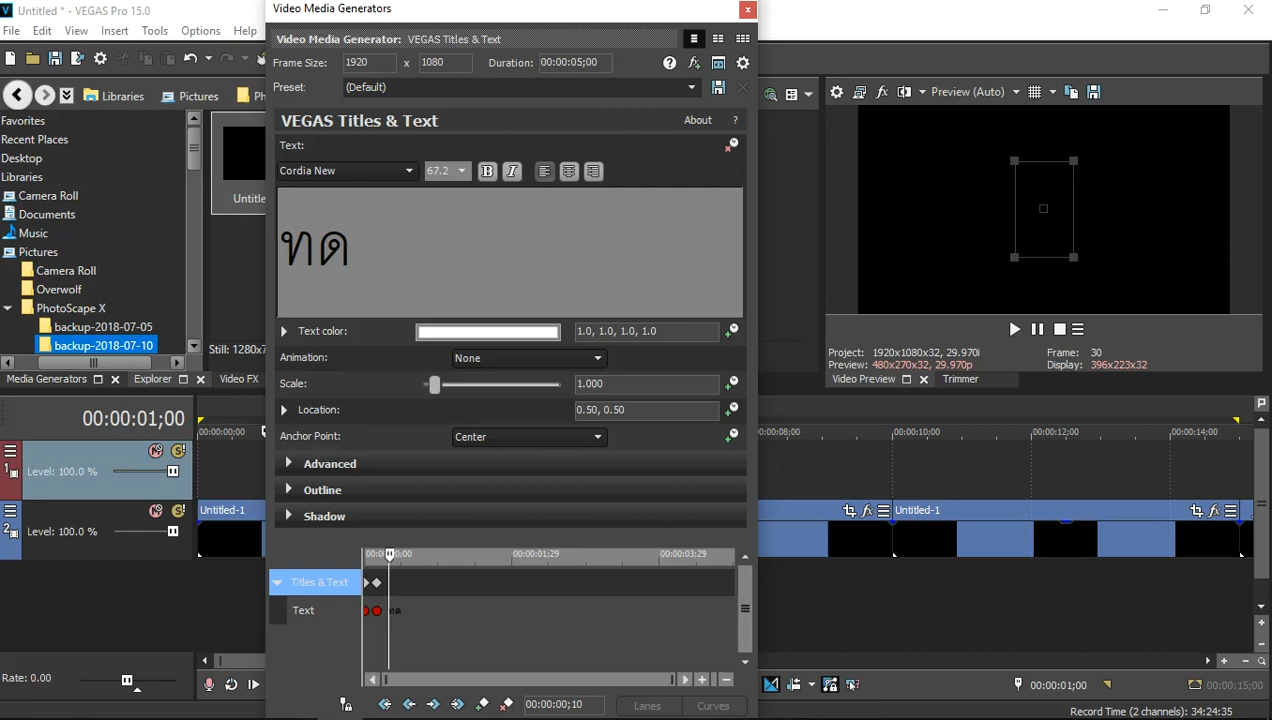 Untitled * - VEGAS Pro 15.0
File Edit View Insert Tools Options Help
Libraries Pictures
Favorites
Recent Places
Desktop
Libraries
Camera Roll
Documents
Music
Pictures
Camera Roll
Overwolf
PhotoScape X
backup-2018-07-05
backup-2018-07-10
Still: 1280x7
Media Generators Explorer Video FX
Video Media Generators
Video Media Generator: VEGAS Titles & Text
Frame Size: 1920 x 1080 Duration: 00:00:05;00
Preset: (Default)
VEGAS Titles & Text About ?
Text:
Cordia New 67.2 B I
ทด
Text color: 1.0, 1.0, 1.0, 1.0
Animation: None
Scale: 1.000
Location: 0.50, 0.50
Anchor Point: Center
Advanced
Outline
Shadow
00:00:01;29 00:00:03;29
Titles & Text
Text ทด
00:00:00;10 Lanes Curves
Preview (Auto)
Project: 1920x1080x32, 29.970i Frame: 30
Preview: 480x270x32, 29.970p Display: 396x223x32
Video Preview Trimmer
00:00:01;00
00:00:00;00 00:00:08;00 00:00:10;00 00:00:12;00 00:00:14;00
1 Level: 100.0 %
2 Level: 100.0 %
Untitled-1 Untitled-1
Rate: 0.00
00:00:01;00 00:00:15;00
Record Time (2 channels): 34:24:35